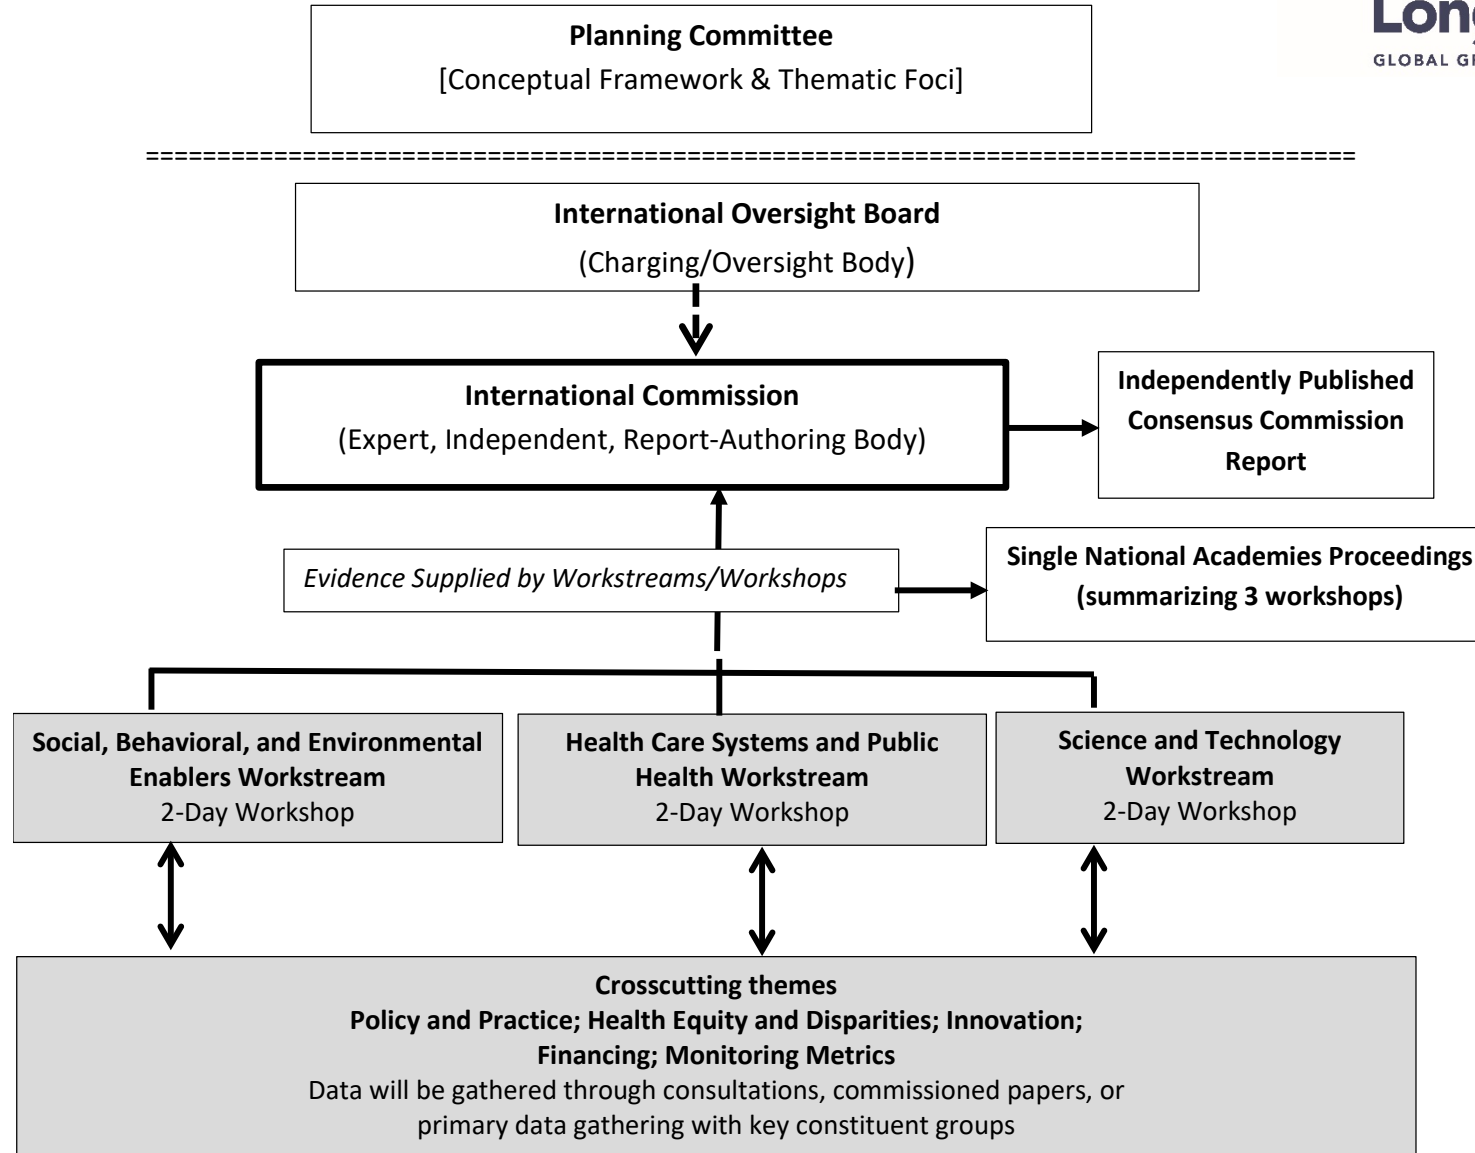 Planning Committee
[Conceptual Framework & Thematic Foci]
================================================================================
International Oversight Board
(Charging/Oversight Body)
International Commission
(Expert, Independent, Report-Authoring Body)
Independently Published
Consensus Commission
Report
Evidence Supplied by Workstreams/Workshops
Single National Academies Proceedings
(summarizing 3 workshops)
Social, Behavioral, and Environmental
Enablers Workstream
2-Day Workshop
Health Care Systems and Public
Health Workstream
2-Day Workshop
Science and Technology
Workstream
2-Day Workshop
Crosscutting themes
Policy and Practice; Health Equity and Disparities; Innovation;
Financing; Monitoring Metrics
Data will be gathered through consultations, commissioned papers, or
primary data gathering with key constituent groups
GLOBAL